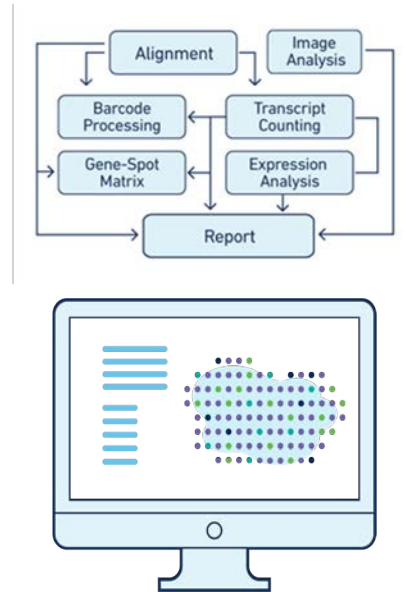 Alignment
Image
Analysis
Barcode
Processing
Transcript
Counting
Gene-Spot
Matrix
Expression
Analysis
Report